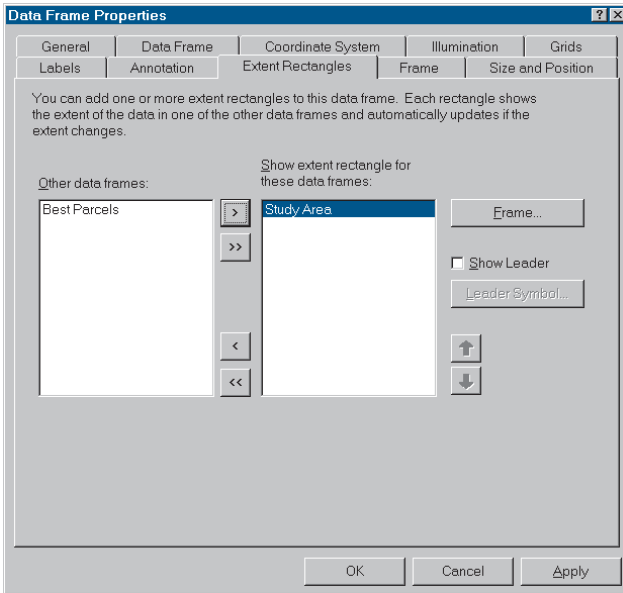 Data Frame Properties
General Data Frame Coordinate System Illumination Grids
Labels Annotation Extent Rectangles Frame Size and Position
You can add one or more extent rectangles to this data frame. Each rectangle shows
the extent of the data in one of the other data frames and automatically updates if the
extent changes.
Show extent rectangle for
Other data frames: these data frames:
Best Parcels > Study Area Frame...
>>
Show Leader
Leader Symbol...
<
<<
OK Cancel Apply